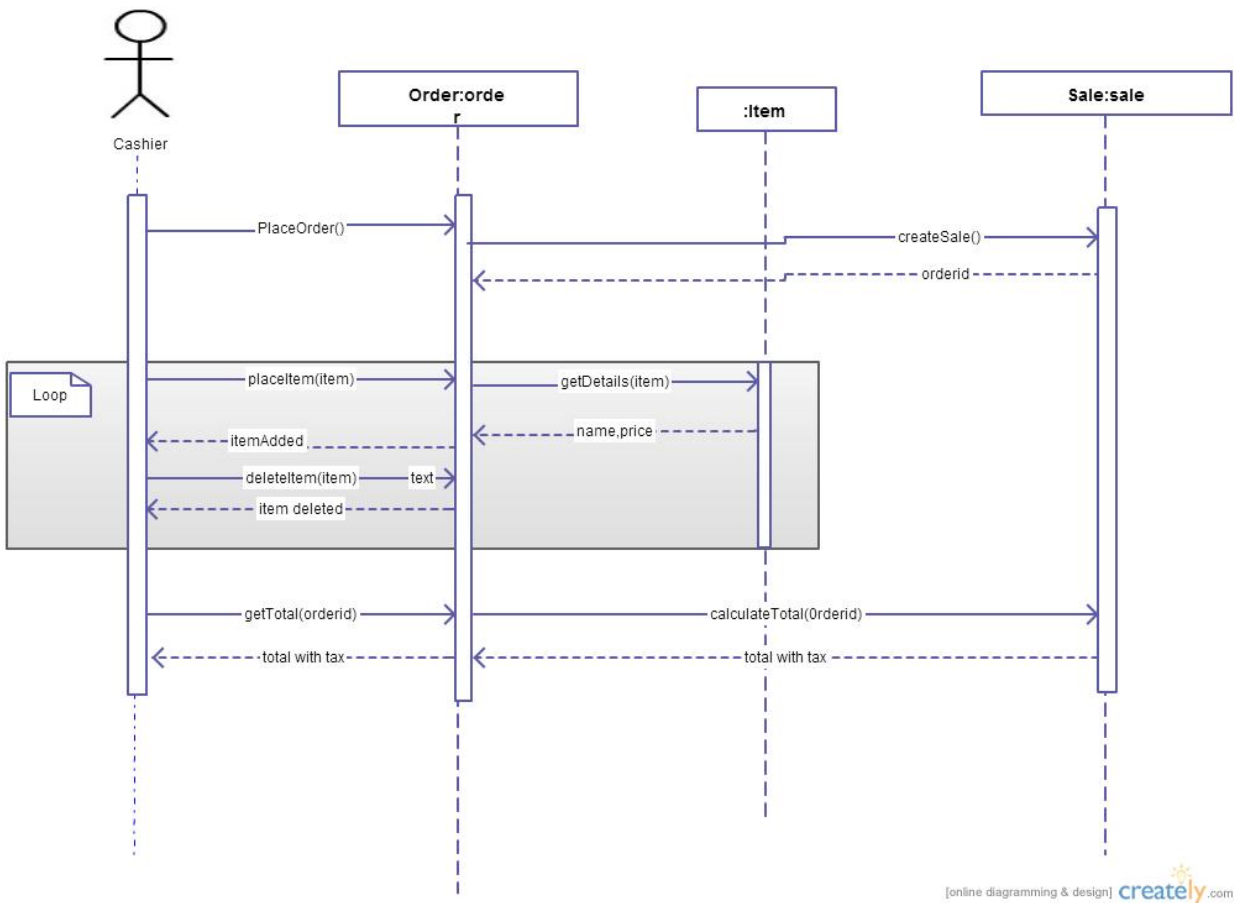 Cashier
Order:orde
r
:Item
Sale:sale
PlaceOrder()
createSale()
orderid
Loop
placeItem(item)
getDetails(item)
name,price
itemAdded
deleteItem(item)
text
item deleted
getTotal(orderid)
calculateTotal(0rderid)
total with tax
total with tax
[online diagramming & design] creately.com